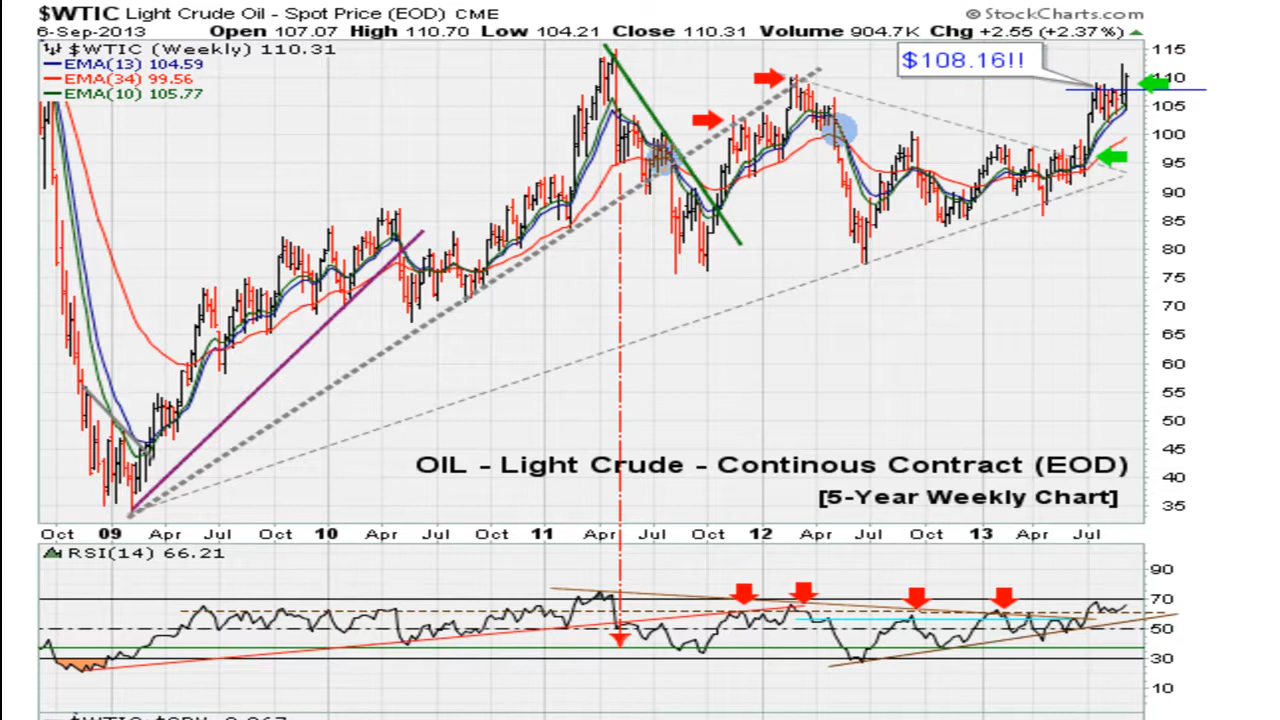 $WTIC Light Crude Oil - Spot Price (EOD) CME © StockCharts.com
6-Sep-2013 Open 107.07 High 110.70 Low 104.21 Close 110.31 Volume 904.7K Chg +2.55 (+2.37%)
$WTIC (Weekly) 110.31
EMA(13) 104.59
EMA(34) 99.56
EMA(10) 105.77
$108.16!!
115
110
105
100
95
90
85
80
75
70
65
60
55
50
45
40
35
OIL - Light Crude - Continous Contract (EOD)
[5-Year Weekly Chart]
Oct 09 Apr Jul Oct 10 Apr Jul Oct 11 Apr Jul Oct 12 Apr Jul Oct 13 Apr Jul
RSI(14) 66.21
90
70
50
30
10